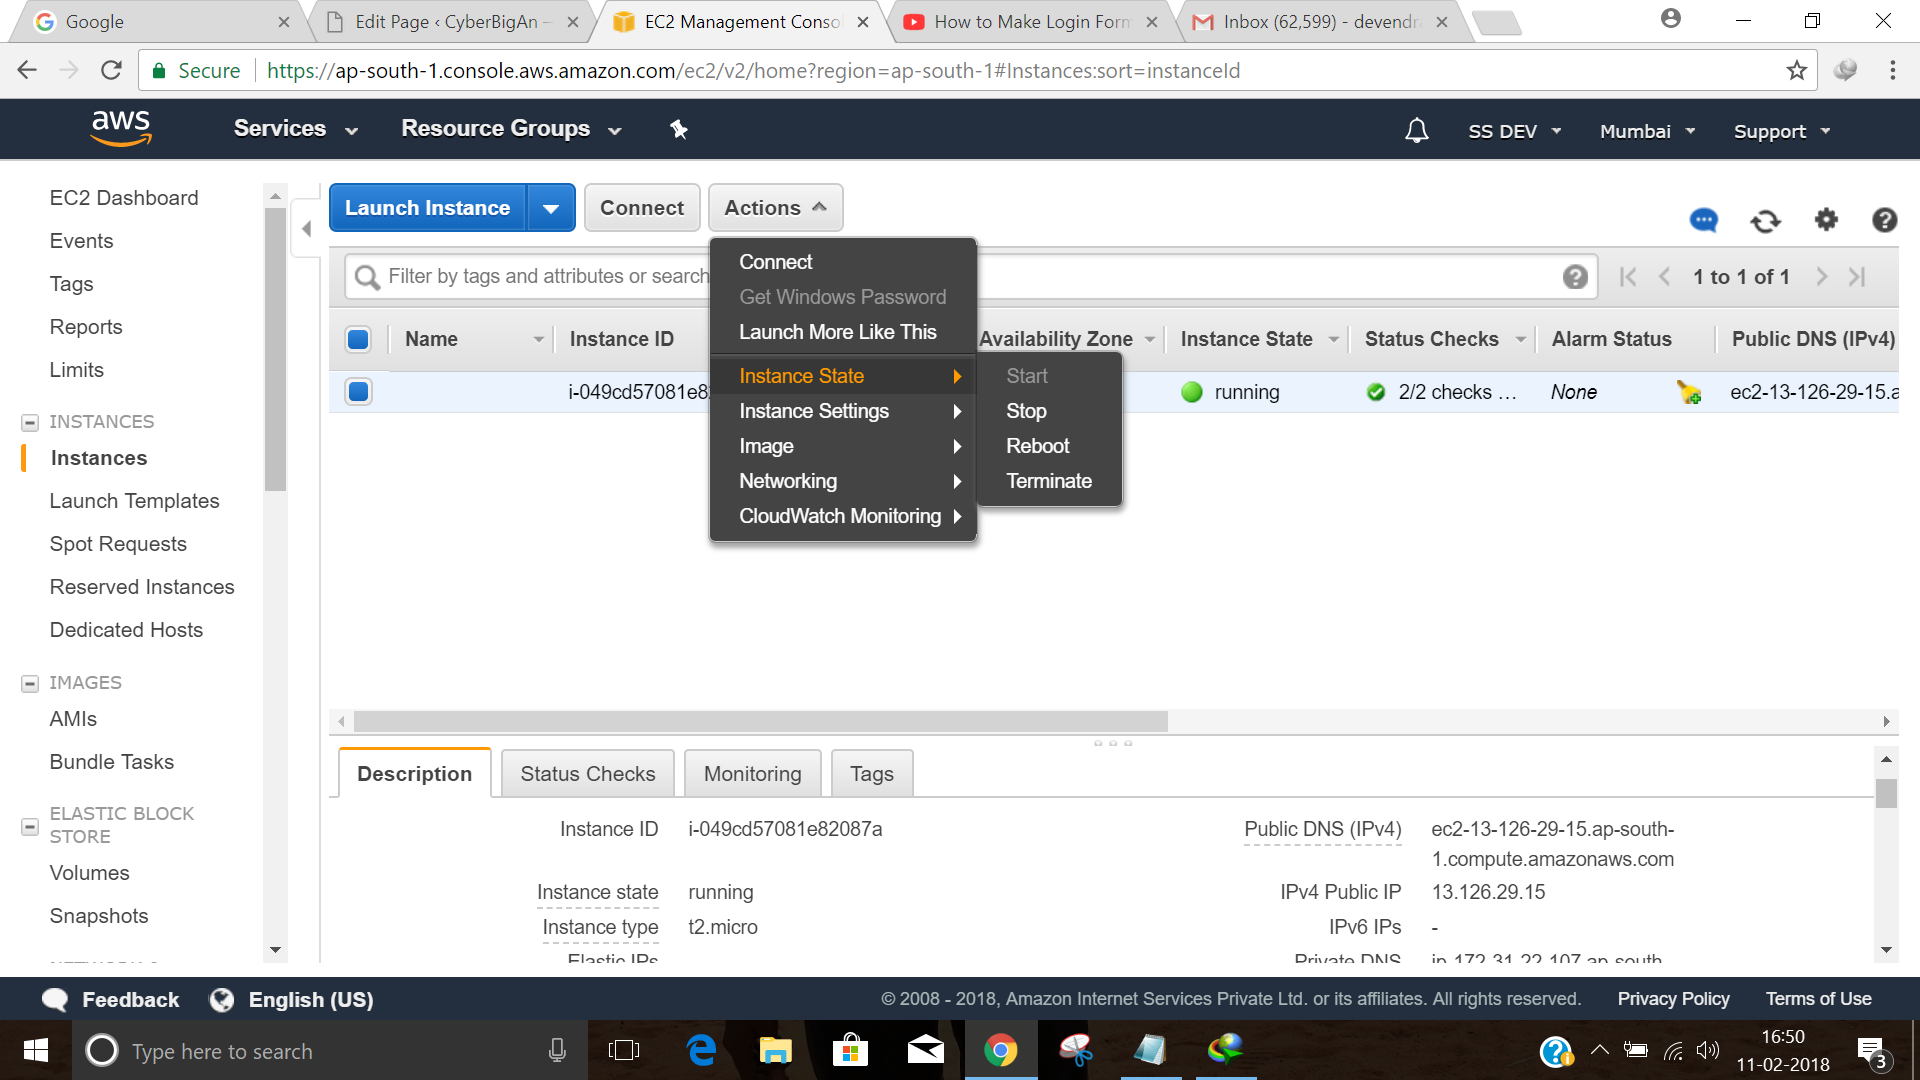 Google
Edit Page ‹ CyberBigAn —
EC2 Management Conso
How to Make Login Form
Inbox (62,599) - devendra
Secure
https://ap-south-1.console.aws.amazon.com/ec2/v2/home?region=ap-south-1#Instances:sort=instanceId
aws
Services
Resource Groups
SS DEV
Mumbai
Support
EC2 Dashboard
Events
Tags
Reports
Limits
INSTANCES
Instances
Launch Templates
Spot Requests
Reserved Instances
Dedicated Hosts
IMAGES
AMIs
Bundle Tasks
ELASTIC BLOCK
STORE
Volumes
Snapshots
Launch Instance
Connect
Actions
Filter by tags and attributes or search
1 to 1 of 1
Connect
Get Windows Password
Launch More Like This
Instance State
Instance Settings
Image
Networking
CloudWatch Monitoring
Start
Stop
Reboot
Terminate
Name
Instance ID
Availability Zone
Instance State
Status Checks
Alarm Status
Public DNS (IPv4)
i-049cd57081e82
running
2/2 checks ...
None
ec2-13-126-29-15.a
Description
Status Checks
Monitoring
Tags
Instance ID
i-049cd57081e82087a
Public DNS (IPv4)
ec2-13-126-29-15.ap-south-
1.compute.amazonaws.com
Instance state
running
IPv4 Public IP
13.126.29.15
Instance type
t2.micro
IPv6 IPs
-
Elastic IPs
Private DNS
ip-172-31-22-107.ap-south-
Feedback
English (US)
© 2008 - 2018, Amazon Internet Services Private Ltd. or its affiliates. All rights reserved.
Privacy Policy
Terms of Use
Type here to search
16:50
11-02-2018
3